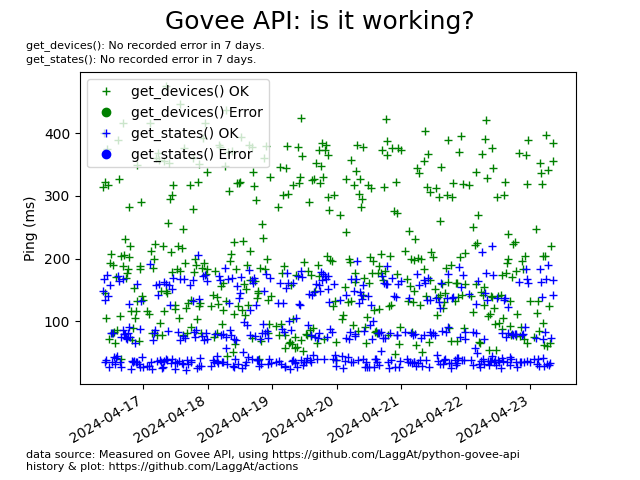 Govee API: is it working?
get_devices(): No recorded error in 7 days.
get_states(): No recorded error in 7 days.
get_devices() OK
get_devices() Error
get_states() OK
get_states() Error
Ping (ms)
400
300
200
100
2024-04-17
2024-04-18
2024-04-19
2024-04-20
2024-04-21
2024-04-22
2024-04-23
data source: Measured on Govee API, using https://github.com/LaggAt/python-govee-api
history & plot: https://github.com/LaggAt/actions